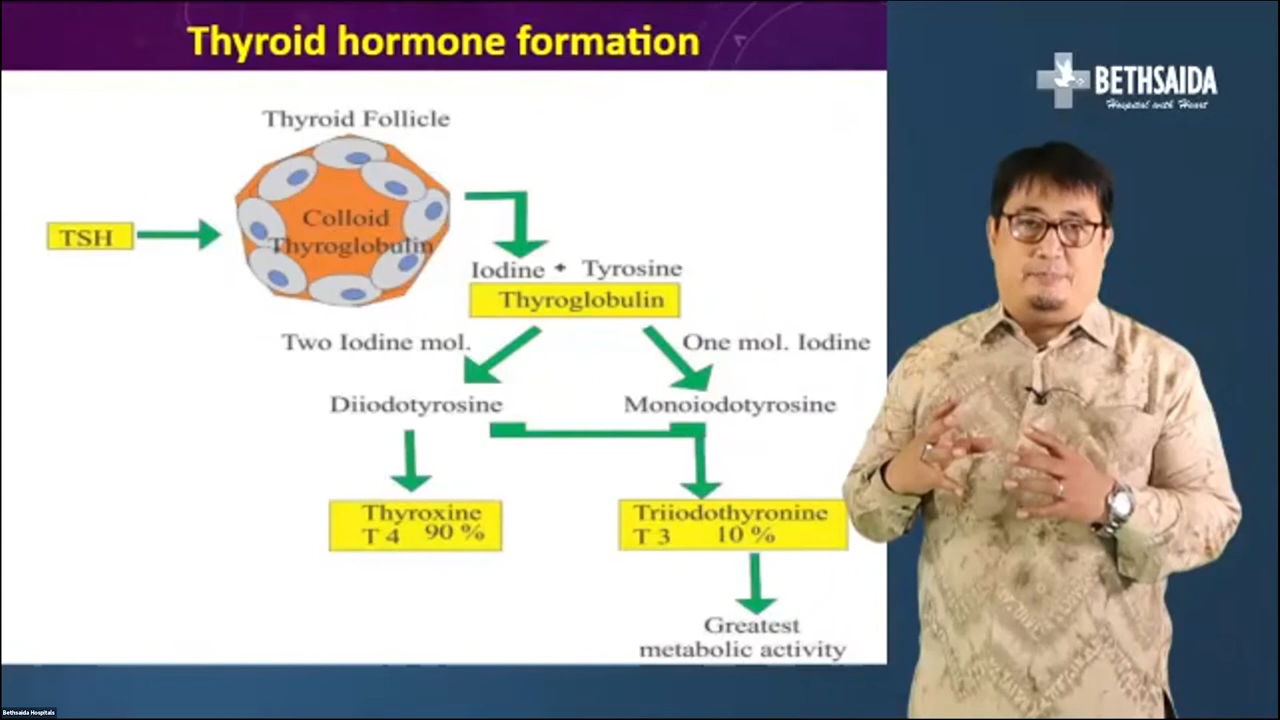 Thyroid hormone formation
BETHSAIDA
Hospital with Heart
Thyroid Follicle
Colloid
Thyroglobulin
TSH
Iodine + Tyrosine
Thyroglobulin
Two Iodine mol.
One mol. Iodine
Diiodotyrosine
Monoiodotyrosine
Thyroxine
T 4 90 %
Triiodothyronine
T 3 10 %
Greatest
metabolic activity
Bethsaida Hospitals